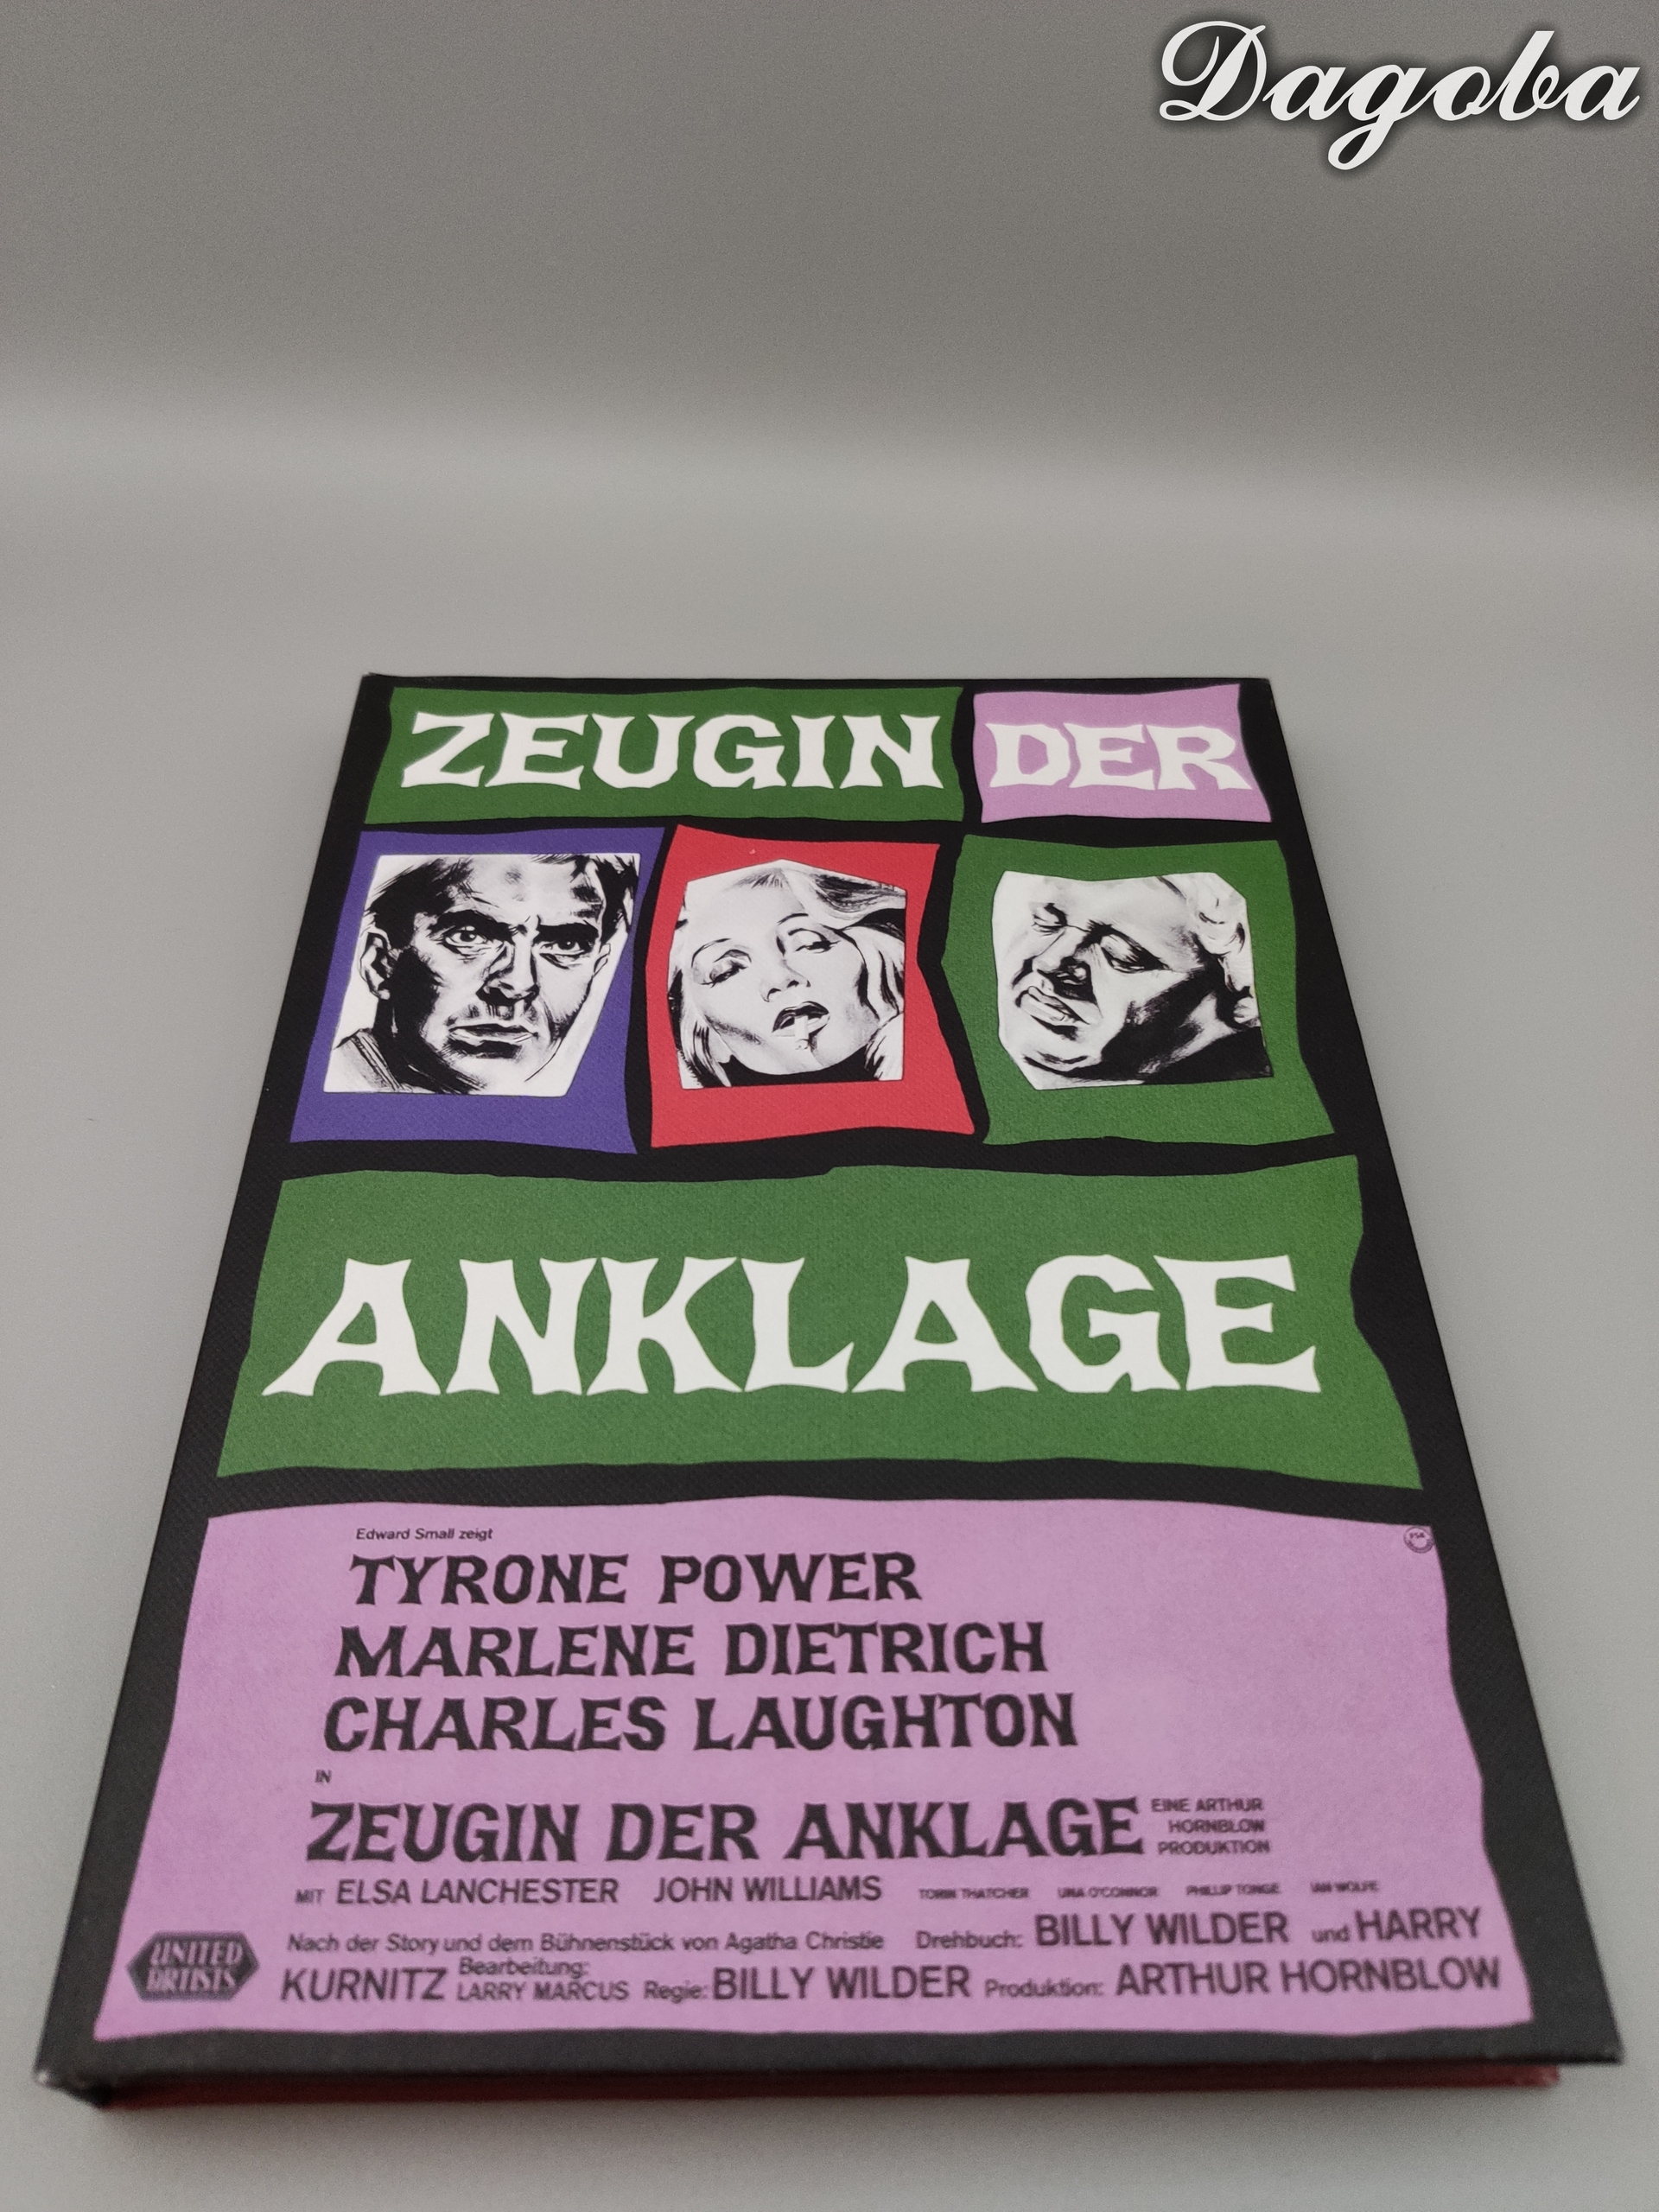 Dagoba
ZEUGIN DER
ANKLAGE
Edward Small zeigt
TYRONE POWER
MARLENE DIETRICH
CHARLES LAUGHTON
IN
ZEUGIN DER ANKLAGE
EINE ARTHUR
HORNBLOW
PRODUKTION
MIT ELSA LANCHESTER JOHN WILLIAMS TORIN THATCHER UNA O'CONNOR PHILLIP TONGE IAN WOLFE
Nach der Story und dem Bühnenstück von Agatha Christie Drehbuch: BILLY WILDER und HARRY
KURNITZ Bearbeitung: LARRY MARCUS Regie: BILLY WILDER Produktion: ARTHUR HORNBLOW
UNITED
ARTISTS